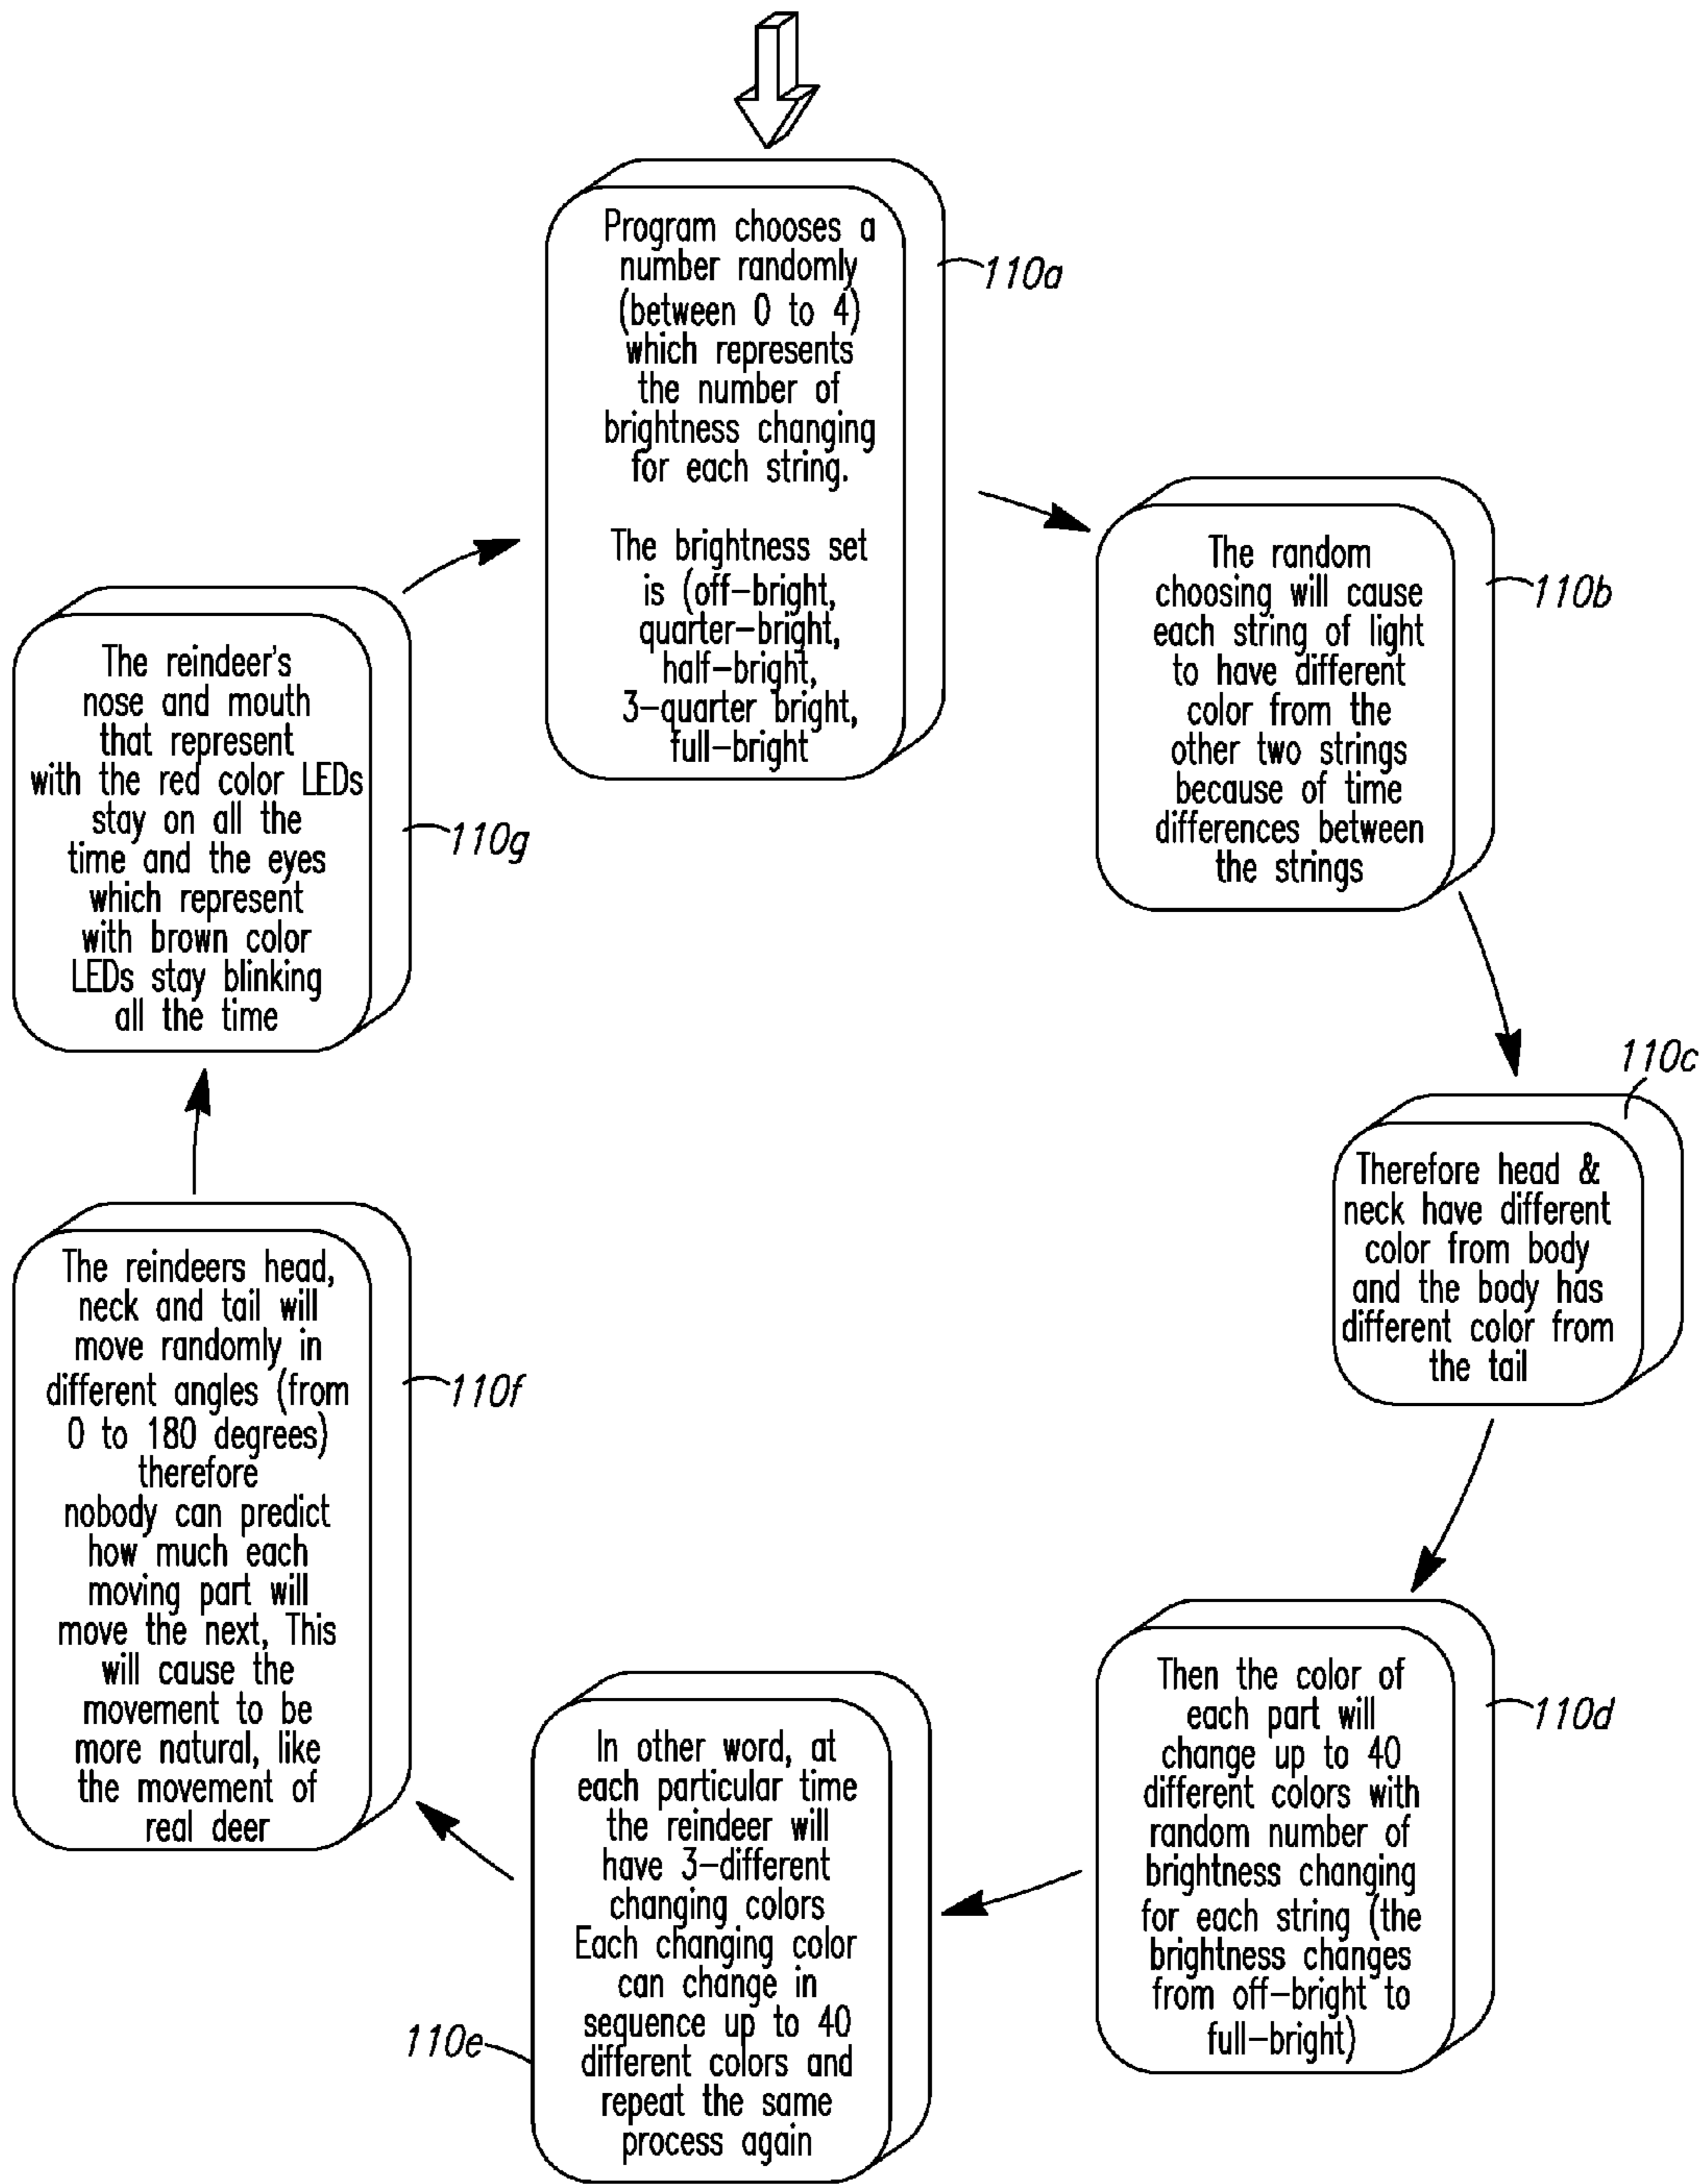 Program chooses a
number randomly
(between 0 to 4)
which represents
the number of
brightness changing
for each string.
The brightness set
is (off-bright,
quarter-bright,
half-bright,
3-quarter bright,
full-bright
110a
The random
choosing will cause
each string of light
to have different
color from the
other two strings
because of time
differences between
the strings
110b
Therefore head &
neck have different
color from body
and the body has
different color from
the tail
110c
Then the color of
each part will
change up to 40
different colors with
random number of
brightness changing
for each string (the
brightness changes
from off-bright to
full-bright)
110d
In other word, at
each particular time
the reindeer will
have 3-different
changing colors
Each changing color
can change in
sequence up to 40
different colors and
repeat the same
process again
110e
The reindeers head,
neck and tail will
move randomly in
different angles (from
0 to 180 degrees)
therefore
nobody can predict
how much each
moving part will
move the next, This
will cause the
movement to be
more natural, like
the movement of
real deer
110f
The reindeer's
nose and mouth
that represent
with the red color LEDs
stay on all the
time and the eyes
which represent
with brown color
LEDs stay blinking
all the time
110g